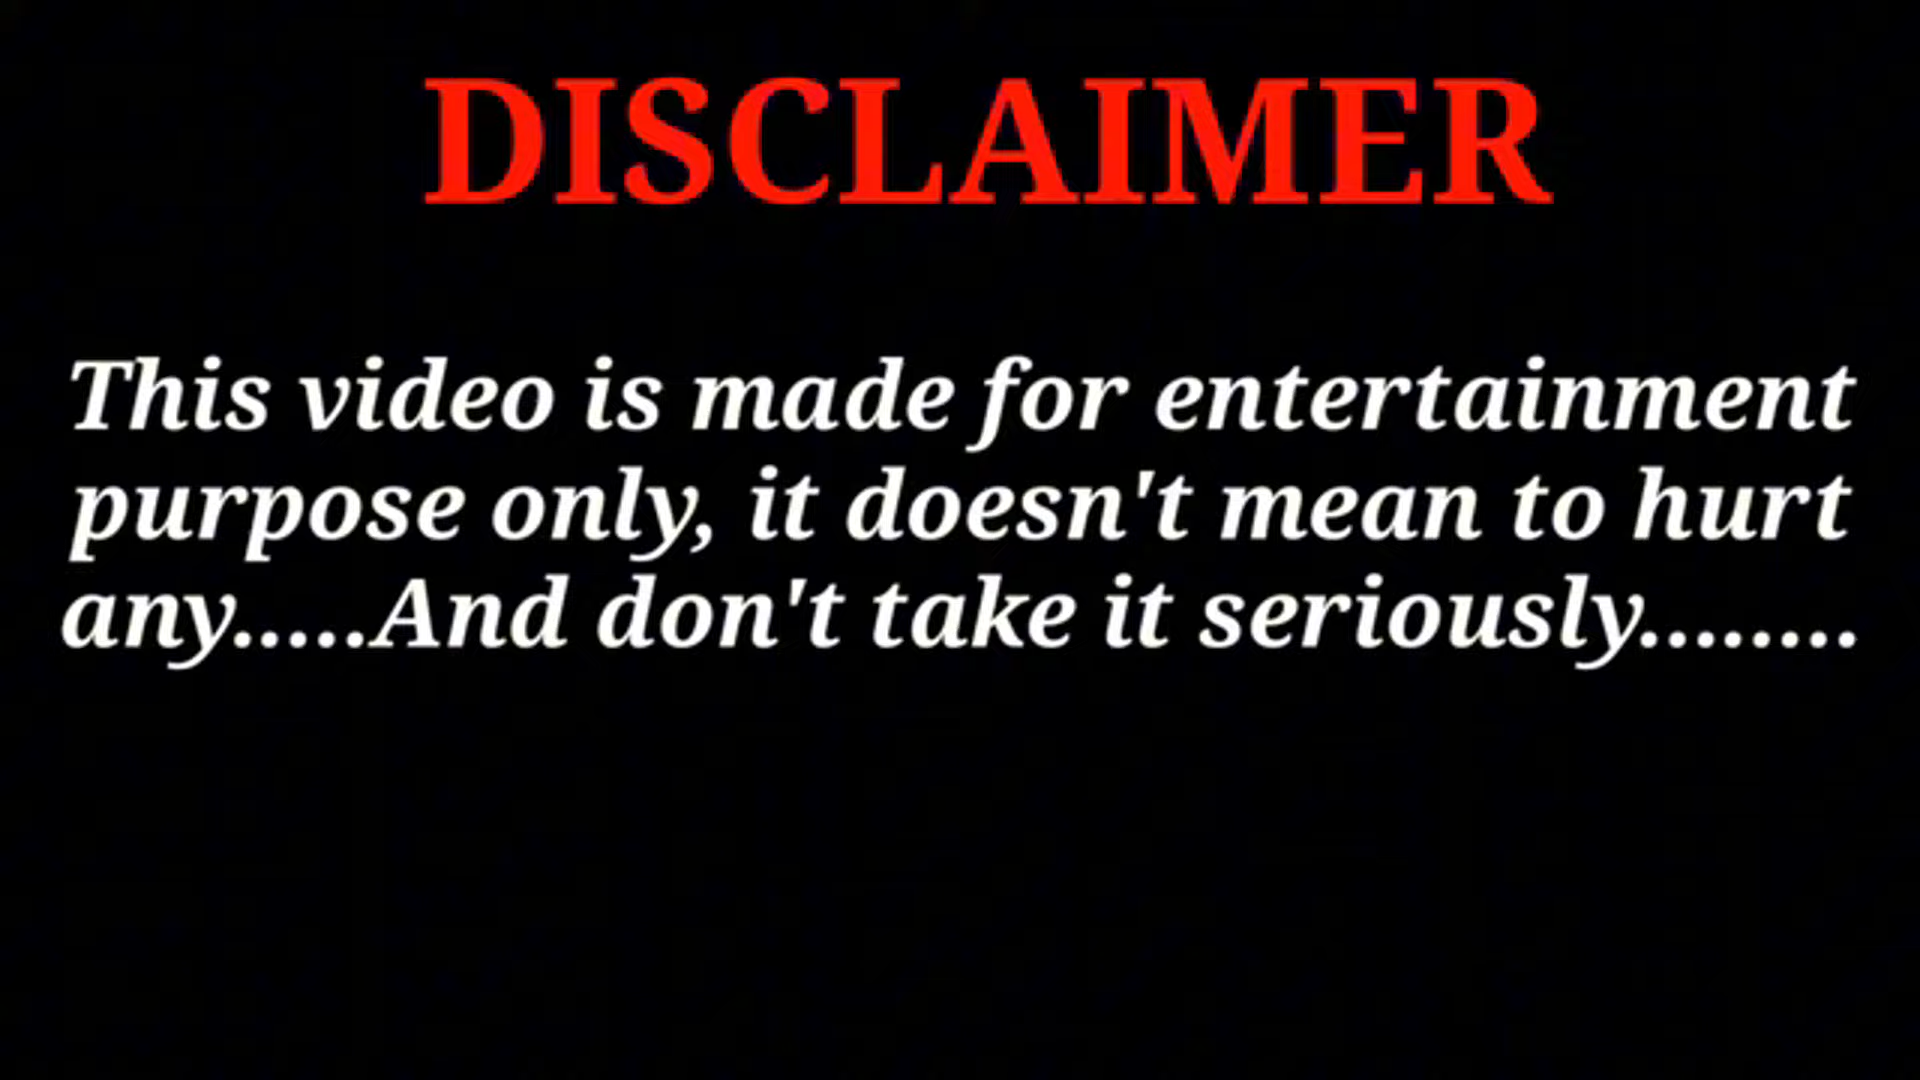 DISCLAIMER
This video is made for entertainment
purpose only, it doesn't mean to hurt
any.....And don't take it seriously........